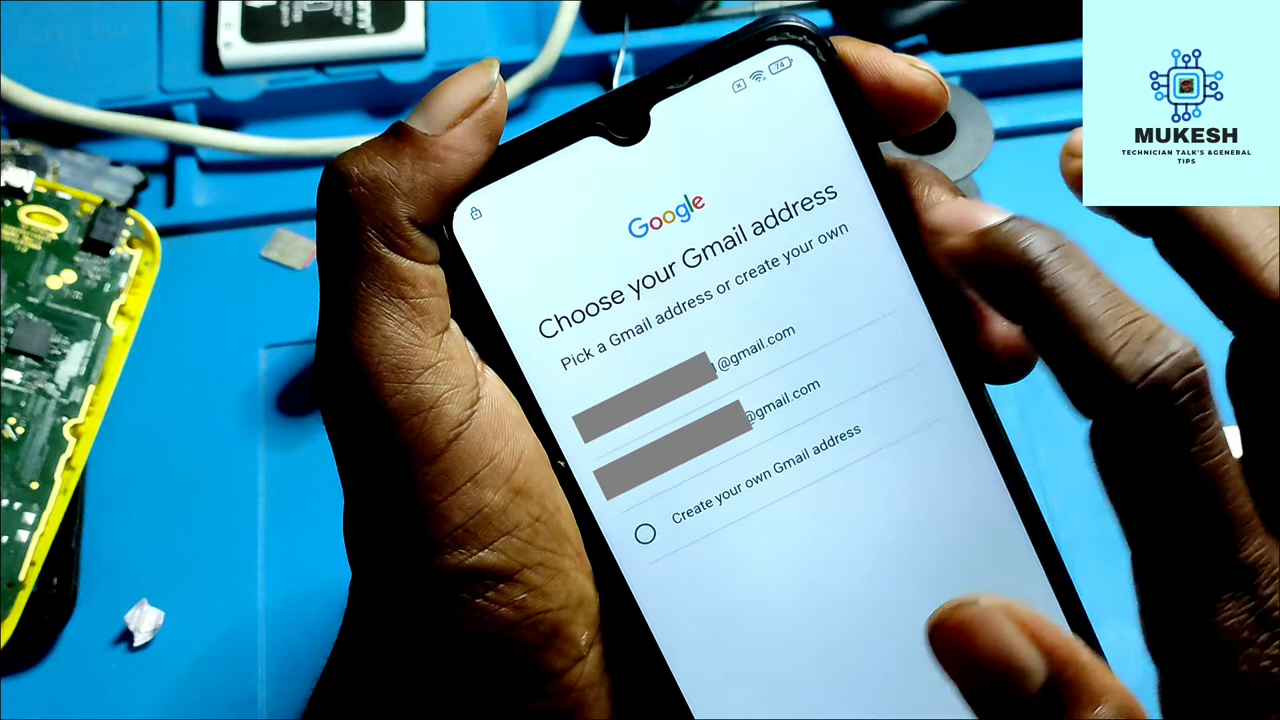 74
Google
Choose your Gmail address
Pick a Gmail address or create your own
@gmail.com
@gmail.com
Create your own Gmail address
MUKESH
TECHNICIAN TALK'S &GENERAL
TIPS